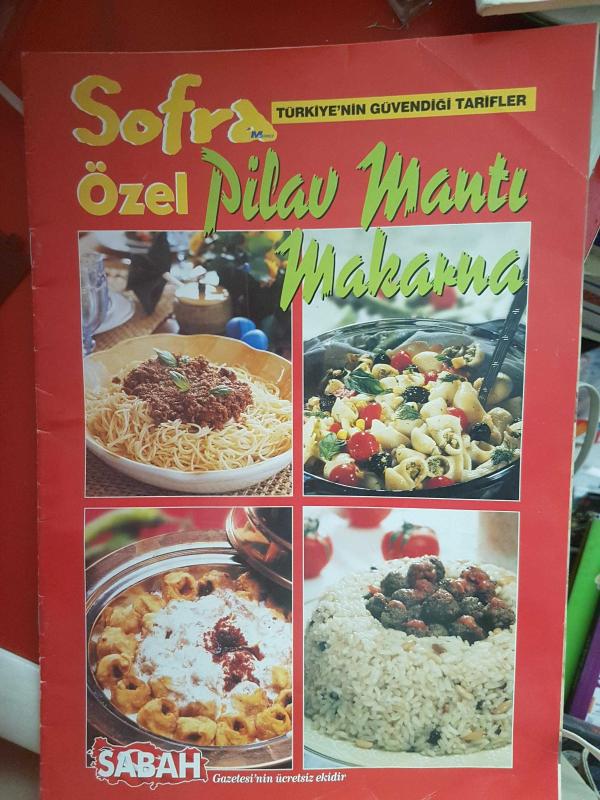 Sofra
TÜRKİYE'NİN GÜVENDİĞİ TARİFLER
Özel Pilav Mantı
Makarna
SABAH
Gazetesi'nin ücretsiz ekidir